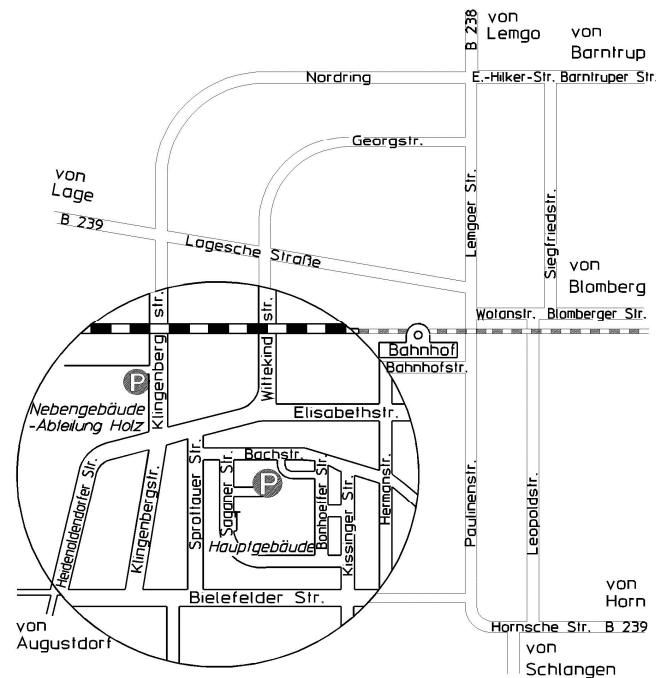 von
Lemgo
B 238
von
Barntrup
Nordring
E.-Hilker-Str.
Barntruper Str.
Georgstr.
von
Lage
B 239
Lagesche Straße
Lemgoer Str.
Siegfriedstr.
von
Blomberg
Wotanstr.
Blomberger Str.
Klingenberg str.
Wittekind str.
Bahnhof
Bahnhofstr.
P
Nebengebäude
-Abteilung Holz
Elisabethstr.
Bachstr.
P
Heidenoldendorfer Str.
Klingenbergstr.
Sprottauer Str.
Saganer Str.
Bonhoeffer Str.
Kissinger Str.
Hermanstr.
Paulinenstr.
Leopoldstr.
Hauptgebäude
Bielefelder Str.
von
Augustdorf
von
Horn
Hornsche Str.
B 239
von
Schlangen